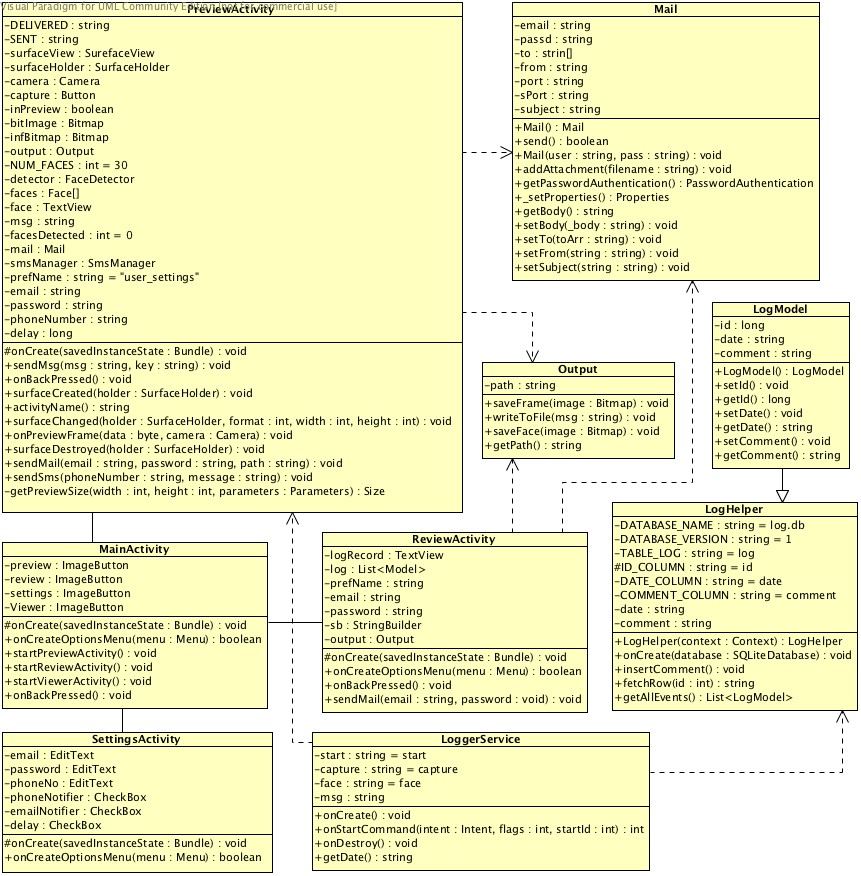 Visual Paradigm for UML Community Edition [not for commercial use]
PreviewActivity
-DELIVERED : string
-SENT : string
-surfaceView : SurefaceView
-surfaceHolder : SurfaceHolder
-camera : Camera
-capture : Button
-inPreview : boolean
-bitImage : Bitmap
-infBitmap : Bitmap
-output : Output
-NUM_FACES : int = 30
-detector : FaceDetector
-faces : Face[]
-face : TextView
-msg : string
-facesDetected : int = 0
-mail : Mail
-smsManager : SmsManager
-prefName : string = "user_settings"
-email : string
-password : string
-phoneNumber : string
-delay : long
#onCreate(savedInstanceState : Bundle) : void
+sendMsg(msg : string, key : string) : void
+onBackPressed() : void
+surfaceCreated(holder : SurfaceHolder) : void
+activityName() : string
+surfaceChanged(holder : SurfaceHolder, format : int, width : int, height : int) : void
+onPreviewFrame(data : byte, camera : Camera) : void
+surfaceDestroyed(holder : SurfaceHolder) : void
+sendMail(email : string, password : string, path : string) : void
+sendSms(phoneNumber : string, message : string) : void
-getPreviewSize(width : int, height : int, parameters : Parameters) : Size
Mail
-email : string
-passd : string
-to : strin[]
-from : string
-port : string
-sPort : string
-subject : string
+Mail() : Mail
+send() : boolean
+Mail(user : string, pass : string) : void
+addAttachment(filename : string) : void
+getPasswordAuthentication() : PasswordAuthentication
+_setProperties() : Properties
+getBody() : string
+setBody(_body : string) : void
+setTo(toArr : string) : void
+setFrom(string : string) : void
+setSubject(string : string) : void
LogModel
-id : long
-date : string
-comment : string
+LogModel() : LogModel
+setId() : void
+getId() : long
+setDate() : void
+getDate() : string
+setComment() : void
+getComment() : string
Output
-path : string
+saveFrame(image : Bitmap) : void
+writeToFile(msg : string) : void
+saveFace(image : Bitmap) : void
+getPath() : string
LogHelper
-DATABASE_NAME : string = log.db
-DATABASE_VERSION : string = 1
-TABLE_LOG : string = log
#ID_COLUMN : string = id
-DATE_COLUMN : string = date
-COMMENT_COLUMN : string = comment
-date : string
-comment : string
+LogHelper(context : Context) : LogHelper
+onCreate(database : SQLiteDatabase) : void
+insertComment() : void
+fetchRow(id : int) : string
+getAllEvents() : List<LogModel>
MainActivity
-preview : ImageButton
-review : ImageButton
-settings : ImageButton
-Viewer : ImageButton
#onCreate(savedInstanceState : Bundle) : void
+onCreateOptionsMenu(menu : Menu) : boolean
+startPreviewActivity() : void
+startReviewActivity() : void
+startViewerActivity() : void
+onBackPressed() : void
ReviewActivity
-logRecord : TextView
-log : List<Model>
-prefName : string
-email : string
-password : string
-sb : StringBuilder
-output : Output
#onCreate(savedInstanceState : Bundle) : void
+onCreateOptionsMenu(menu : Menu) : boolean
+onBackPressed() : void
+sendMail(email : string, password : void) : void
SettingsActivity
-email : EditText
-password : EditText
-phoneNo : EditText
-phoneNotifier : CheckBox
-emailNotifier : CheckBox
-delay : CheckBox
#onCreate(savedInstanceState : Bundle) : void
+onCreateOptionsMenu(menu : Menu) : boolean
LoggerService
-start : string = start
-capture : string = capture
-face : string = face
-msg : string
+onCreate() : void
+onStartCommand(intent : Intent, flags : int, startId : int) : int
+onDestroy() : void
+getDate() : string